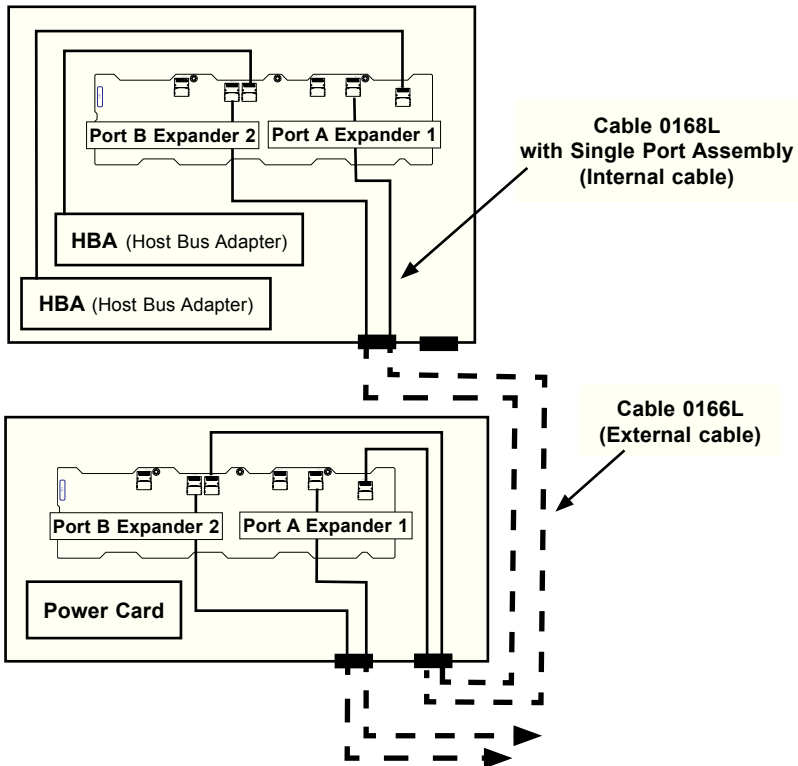 Port B Expander 2
Port A Expander 1
HBA (Host Bus Adapter)
HBA (Host Bus Adapter)
Cable 0168L
with Single Port Assembly
(Internal cable)
Cable 0166L
(External cable)
Port B Expander 2
Port A Expander 1
Power Card